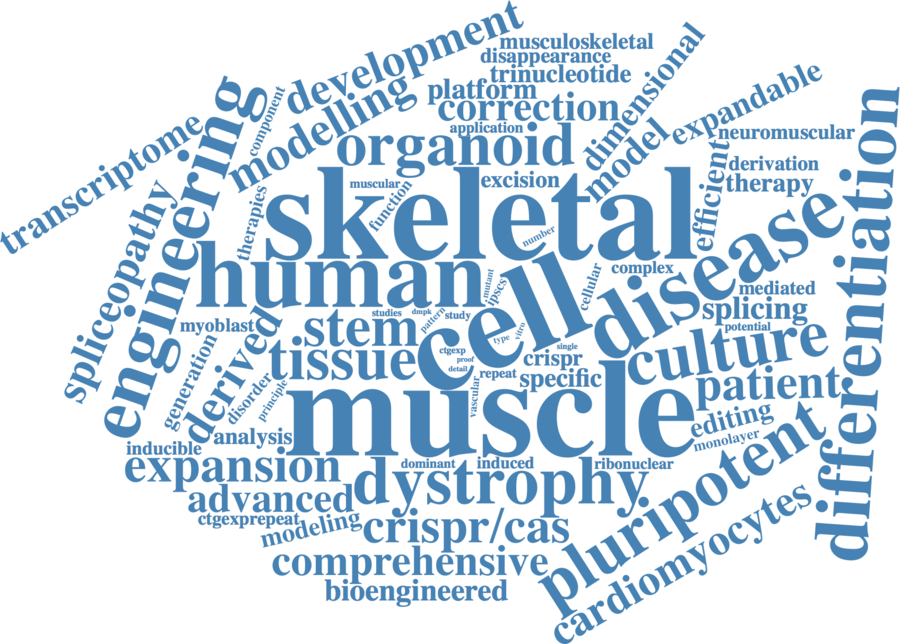 musculoskeletal
disappearance
development
trinucleotide
dimensional
platform
expandable
modelling
correction
component
application
neuromuscular
transcriptome
organoid
model
engineering
derivation
efficient
excision
therapy
muscular
function
therapies
skeletal
spliceopathy
number
differentiation
human
cell
disease
complex
cellular
mutant
ipscs
mediated
studies
dmpk
pattern
study
splicing
myoblast
stem
type
vitro
potential
generation
derived
tissue
ctgexp
proof
detail
single
crispr
culture
repeat
specific
disorder
principle
vascular
patient
muscle
editing
analysis
monolayer
inducible
expansion
dominant
induced
ribonuclear
pluripotent
advanced
dystrophy
ctgexprepeat
modeling
crispr/cas
cardiomyocytes
comprehensive
bioengineered